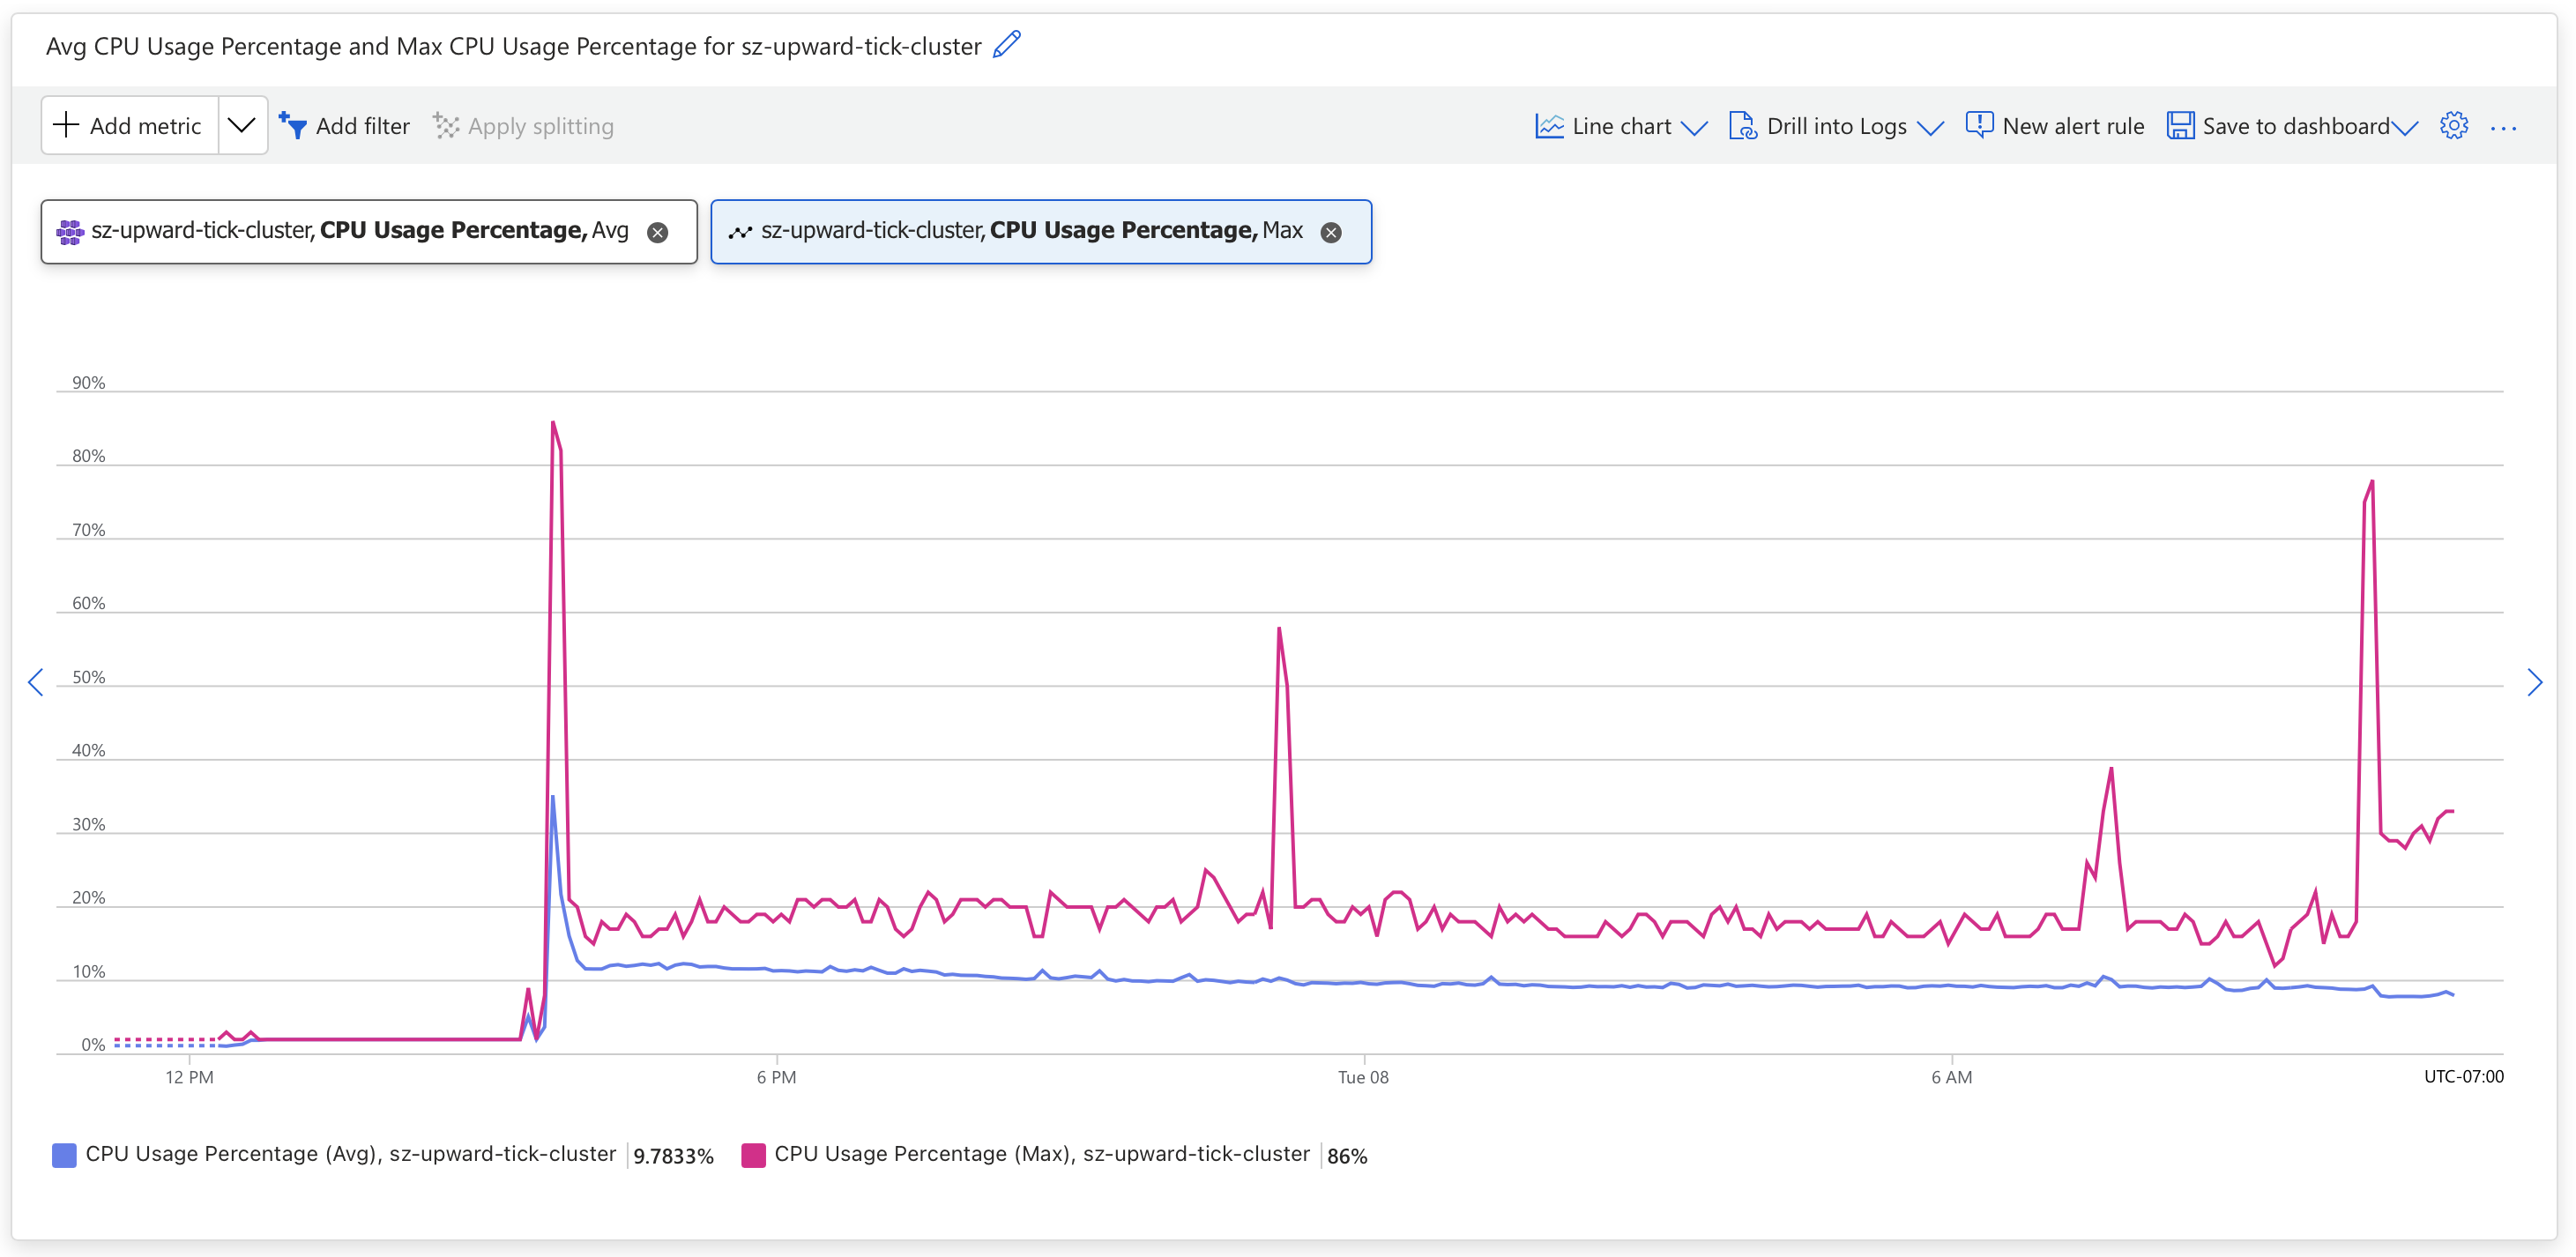 Avg CPU Usage Percentage and Max CPU Usage Percentage for sz-upward-tick-cluster
Add metric
Add filter
Apply splitting
Line chart
Drill into Logs
New alert rule
Save to dashboard
sz-upward-tick-cluster, CPU Usage Percentage, Avg
sz-upward-tick-cluster, CPU Usage Percentage, Max
90%
80%
70%
60%
50%
40%
30%
20%
10%
0%
12 PM
6 PM
Tue 08
6 AM
UTC-07:00
CPU Usage Percentage (Avg), sz-upward-tick-cluster
9.7833%
CPU Usage Percentage (Max), sz-upward-tick-cluster
86%